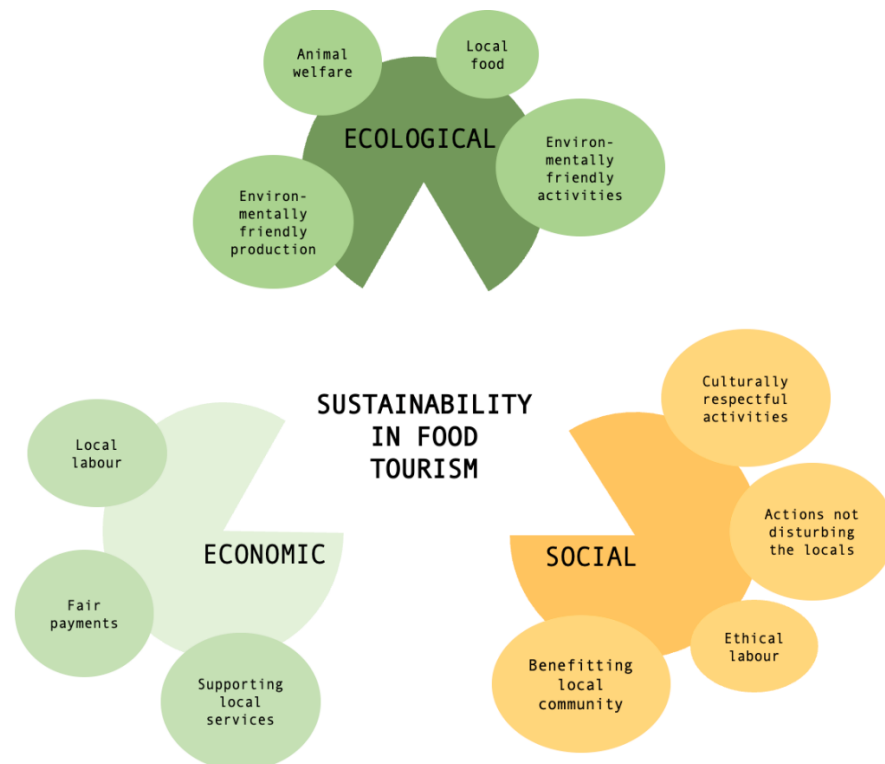 Animal
welfare
Local
food
ECOLOGICAL
Environ-
mentally
friendly
activities
Environ-
mentally
friendly
production
SUSTAINABILITY
IN FOOD
TOURISM
Local
labour
ECONOMIC
Fair
payments
Supporting
local
services
Culturally
respectful
activities
Actions not
disturbing
the locals
SOCIAL
Ethical
labour
Benefitting
local
community